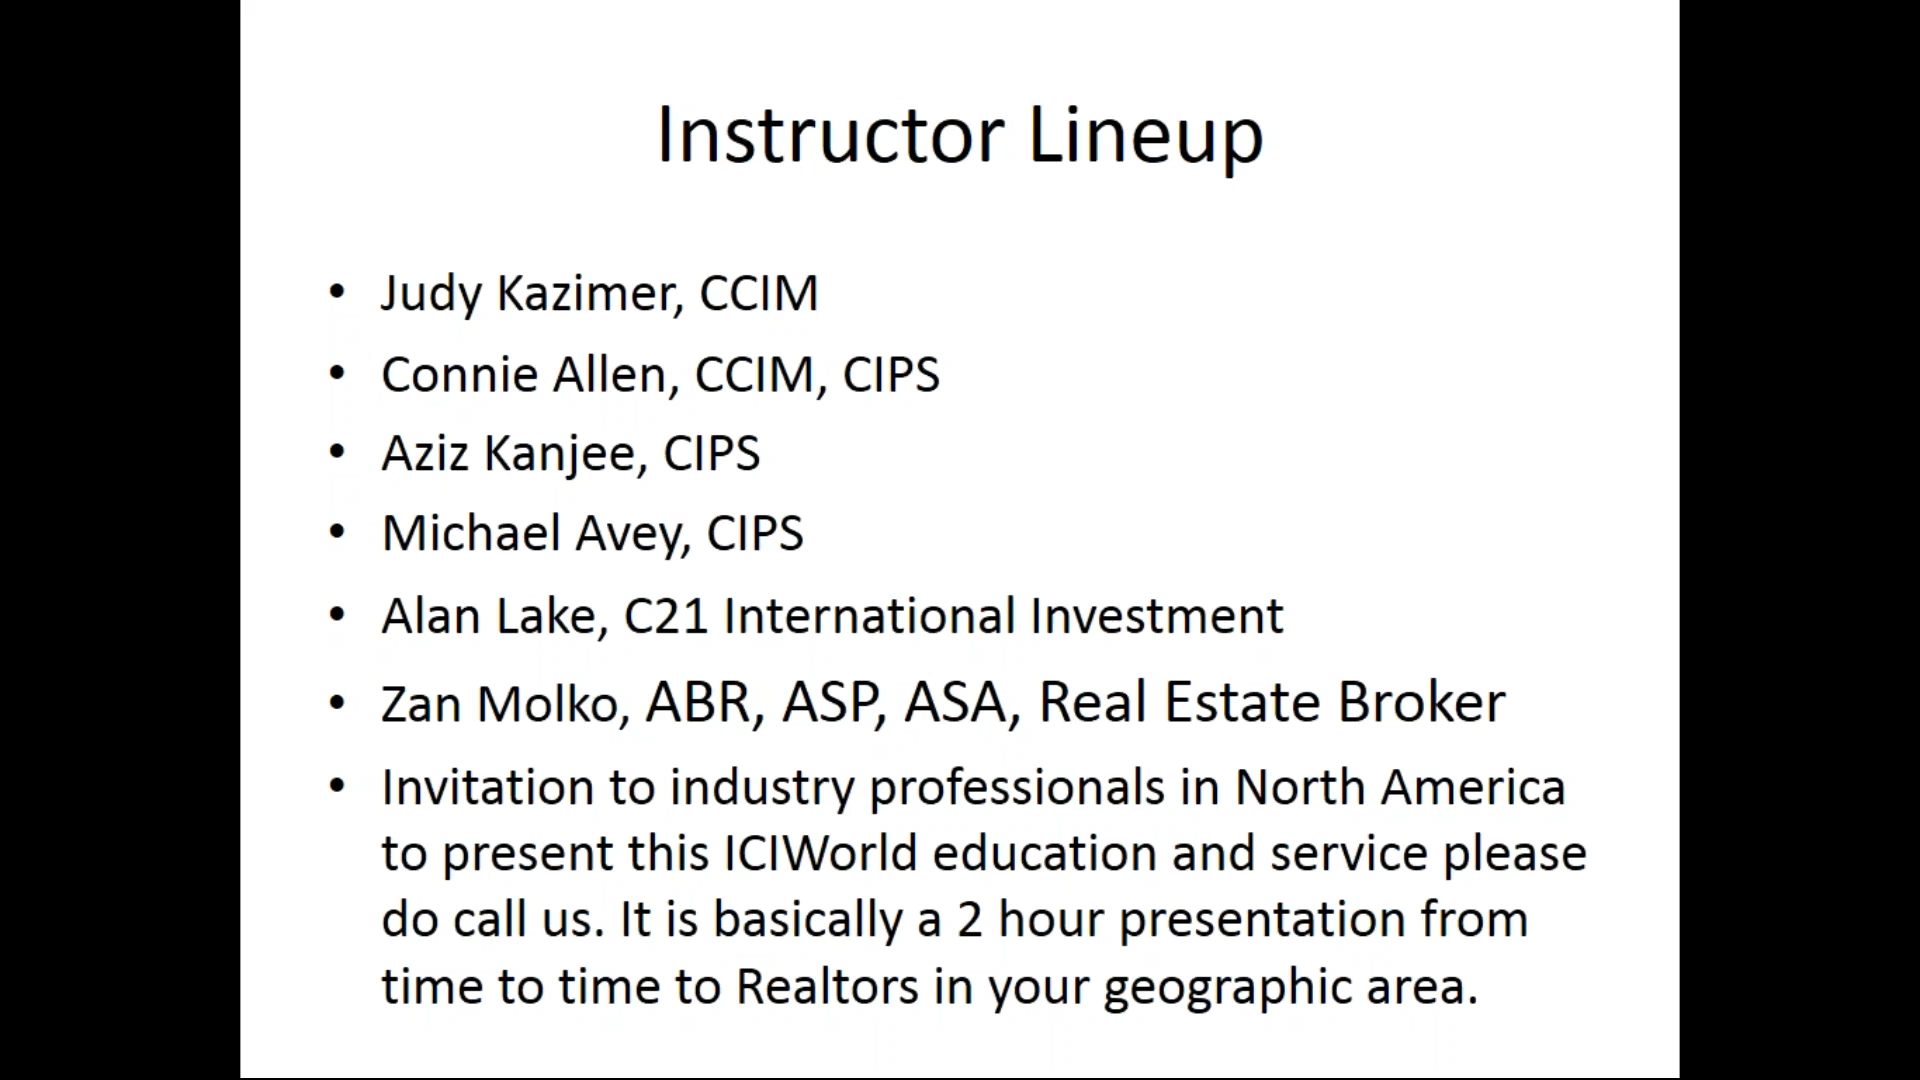 Instructor Lineup
• Judy Kazimer, CCIM
• Connie Allen, CCIM, CIPS
• Aziz Kanjee, CIPS
• Michael Avey, CIPS
• Alan Lake, C21 International Investment
• Zan Molko, ABR, ASP, ASA, Real Estate Broker
• Invitation to industry professionals in North America
to present this ICIWorld education and service please
do call us. It is basically a 2 hour presentation from
time to time to Realtors in your geographic area.